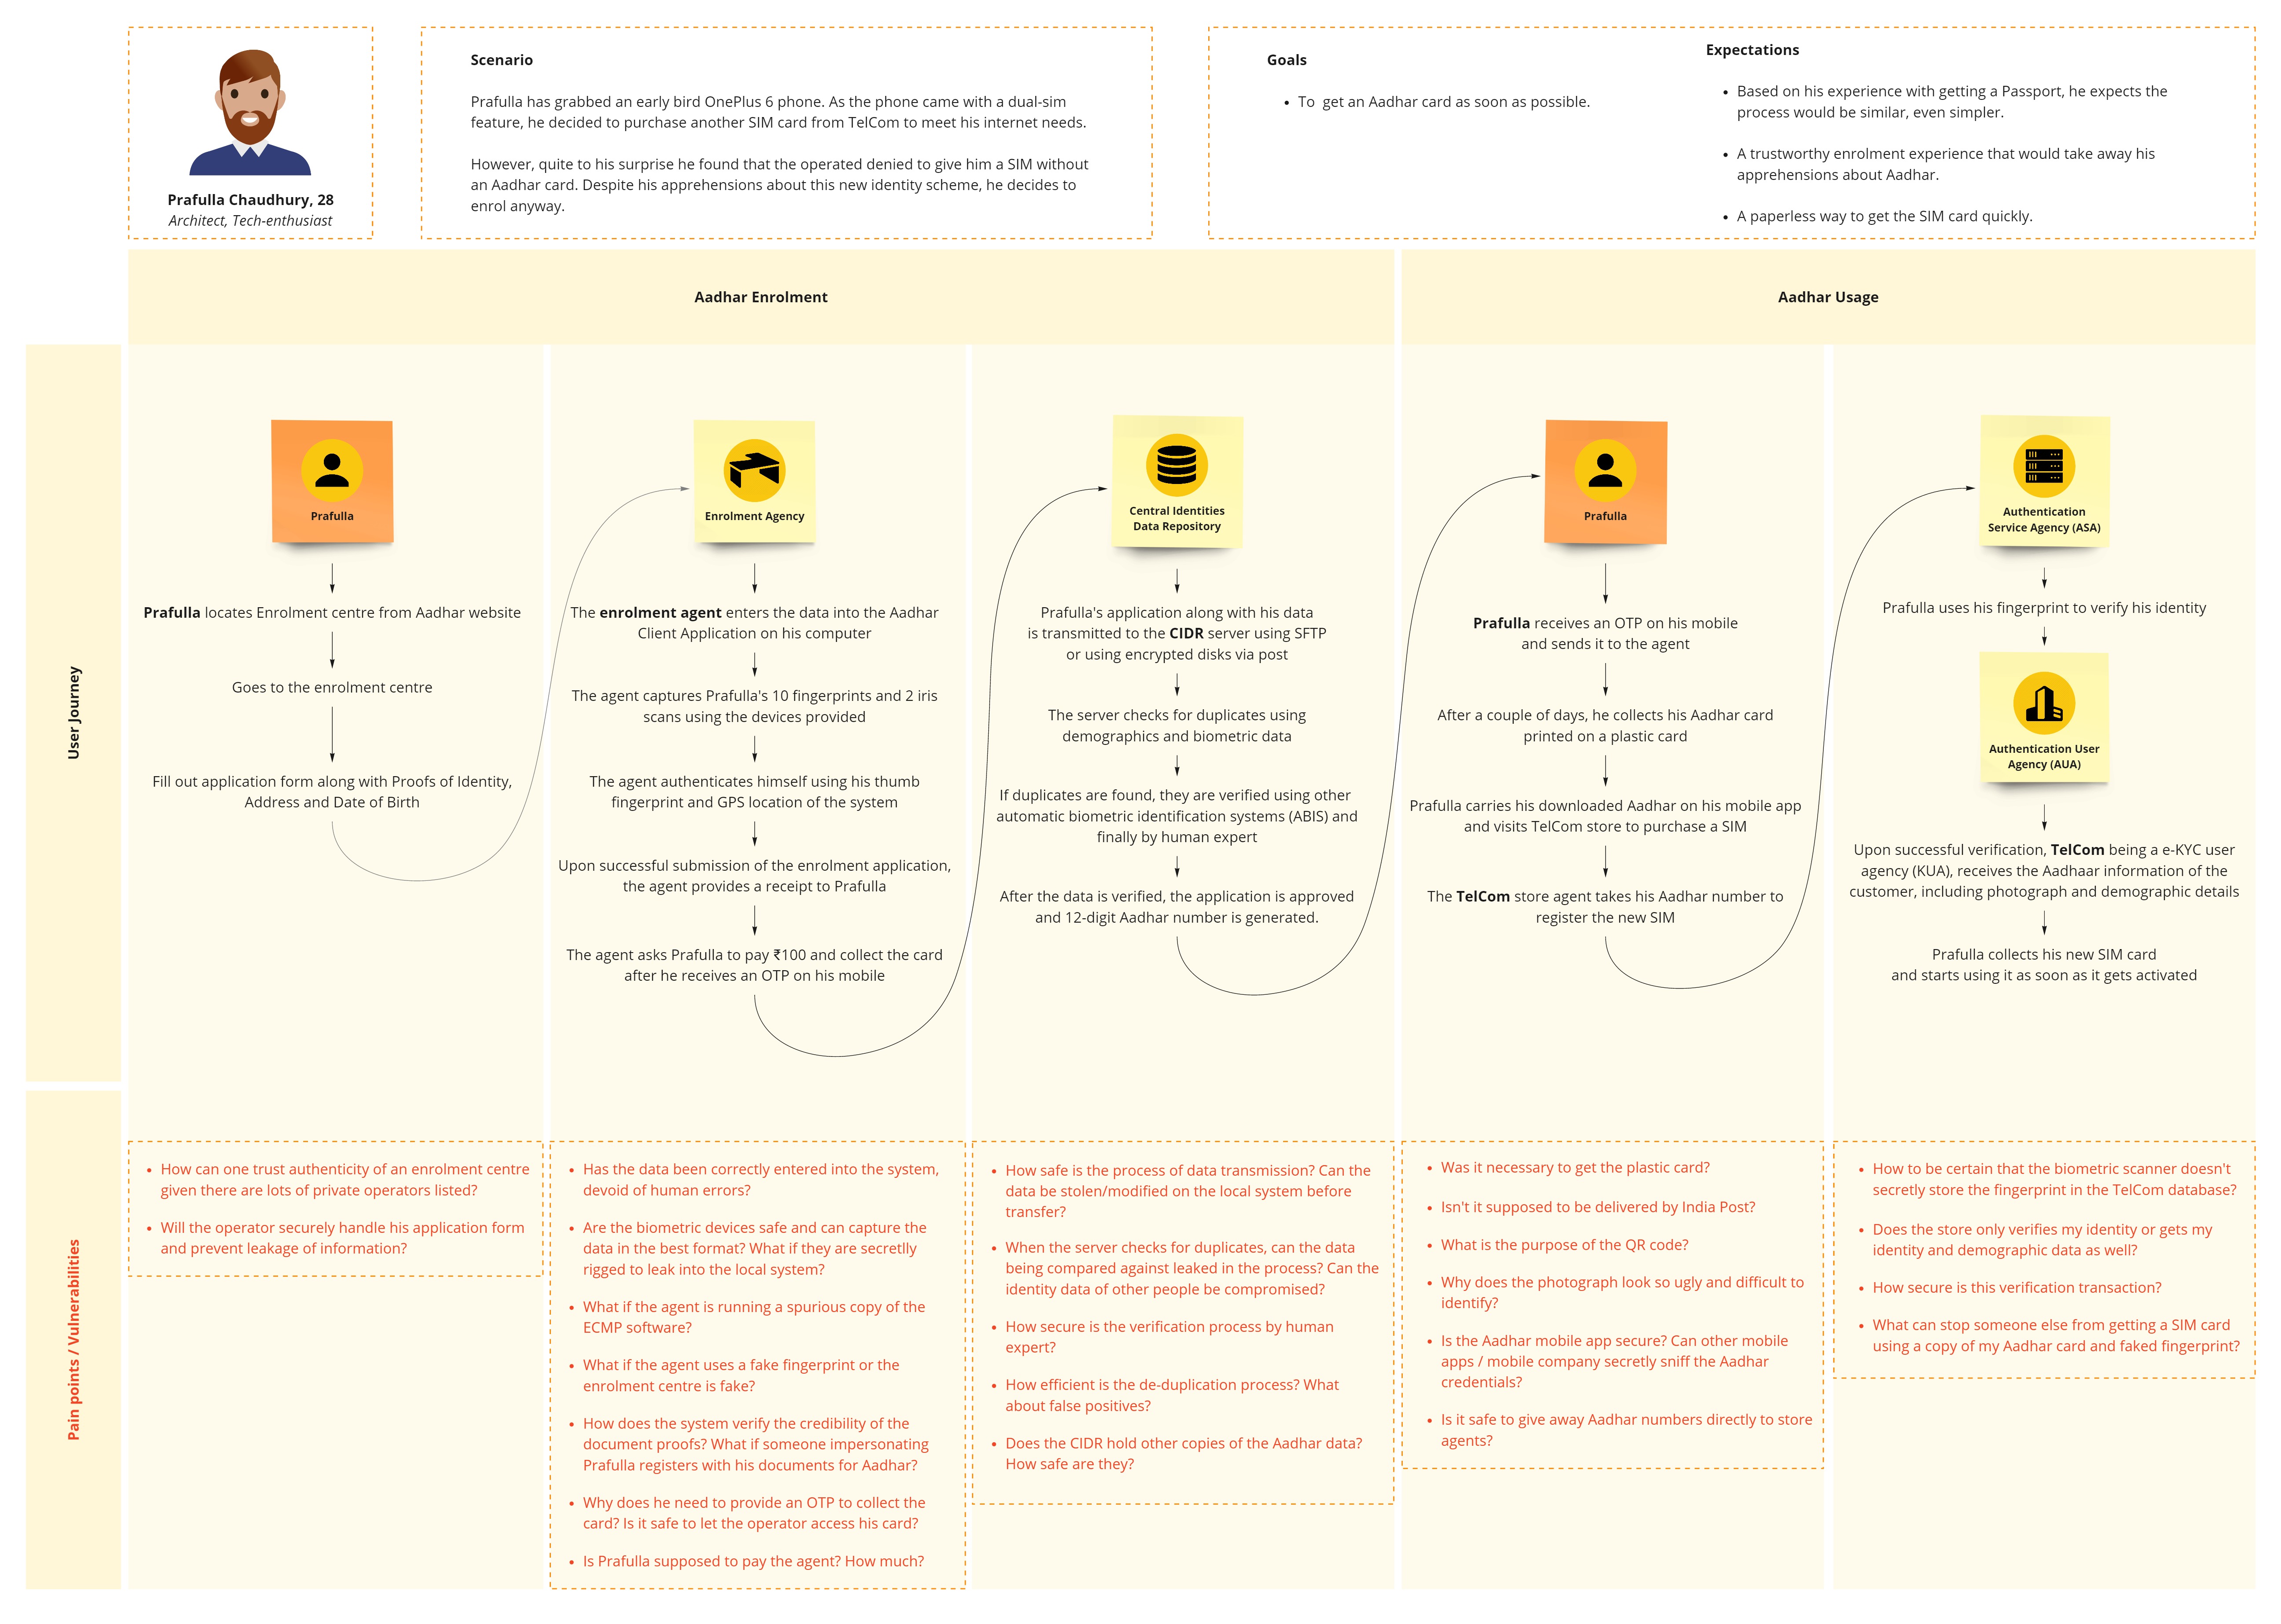 Prafulla Chaudhury, 28
Architect, Tech-enthusiast
Scenario
Prafulla has grabbed an early bird OnePlus 6 phone. As the phone came with a dual-sim
feature, he decided to purchase another SIM card from TelCom to meet his internet needs.
However, quite to his surprise he found that the operated denied to give him a SIM without
an Aadhar card. Despite his apprehensions about this new identity scheme, he decides to
enrol anyway.
Goals
• To get an Aadhar card as soon as possible.
Expectations
• Based on his experience with getting a Passport, he expects the
process would be similar, even simpler.
• A trustworthy enrolment experience that would take away his
apprehensions about Aadhar.
• A paperless way to get the SIM card quickly.
Aadhar Enrolment
Aadhar Usage
User Journey
Prafulla
Prafulla locates Enrolment centre from Aadhar website
Goes to the enrolment centre
Fill out application form along with Proofs of Identity,
Address and Date of Birth
Enrolment Agency
The enrolment agent enters the data into the Aadhar
Client Application on his computer
The agent captures Prafulla's 10 fingerprints and 2 iris
scans using the devices provided
The agent authenticates himself using his thumb
fingerprint and GPS location of the system
Upon successful submission of the enrolment application,
the agent provides a receipt to Prafulla
The agent asks Prafulla to pay ₹100 and collect the card
after he receives an OTP on his mobile
Central Identities
Data Repository
Prafulla's application along with his data
is transmitted to the CIDR server using SFTP
or using encrypted disks via post
The server checks for duplicates using
demographics and biometric data
If duplicates are found, they are verified using other
automatic biometric identification systems (ABIS) and
finally by human expert
After the data is verified, the application is approved
and 12-digit Aadhar number is generated.
Prafulla
Prafulla receives an OTP on his mobile
and sends it to the agent
After a couple of days, he collects his Aadhar card
printed on a plastic card
Prafulla carries his downloaded Aadhar on his mobile app
and visits TelCom store to purchase a SIM
The TelCom store agent takes his Aadhar number to
register the new SIM
Authentication
Service Agency (ASA)
Prafulla uses his fingerprint to verify his identity
Authentication User
Agency (AUA)
Upon successful verification, TelCom being a e-KYC user
agency (KUA), receives the Aadhaar information of the
customer, including photograph and demographic details
Prafulla collects his new SIM card
and starts using it as soon as it gets activated
Pain points / Vulnerabilities
• How can one trust authenticity of an enrolment centre
given there are lots of private operators listed?
• Will the operator securely handle his application form
and prevent leakage of information?
• Has the data been correctly entered into the system,
devoid of human errors?
• Are the biometric devices safe and can capture the
data in the best format? What if they are secretlly
rigged to leak into the local system?
• What if the agent is running a spurious copy of the
ECMP software?
• What if the agent uses a fake fingerprint or the
enrolment centre is fake?
• How does the system verify the credibility of the
document proofs? What if someone impersonating
Prafulla registers with his documents for Aadhar?
• Why does he need to provide an OTP to collect the
card? Is it safe to let the operator access his card?
• Is Prafulla supposed to pay the agent? How much?
• How safe is the process of data transmission? Can the
data be stolen/modified on the local system before
transfer?
• When the server checks for duplicates, can the data
being compared against leaked in the process? Can the
identity data of other people be compromised?
• How secure is the verification process by human
expert?
• How efficient is the de-duplication process? What
about false positives?
• Does the CIDR hold other copies of the Aadhar data?
How safe are they?
• Was it necessary to get the plastic card?
• Isn't it supposed to be delivered by India Post?
• What is the purpose of the QR code?
• Why does the photograph look so ugly and difficult to
identify?
• Is the Aadhar mobile app secure? Can other mobile
apps / mobile company secretly sniff the Aadhar
credentials?
• Is it safe to give away Aadhar numbers directly to store
agents?
• How to be certain that the biometric scanner doesn't
secretly store the fingerprint in the TelCom database?
• Does the store only verifies my identity or gets my
identity and demographic data as well?
• How secure is this verification transaction?
• What can stop someone else from getting a SIM card
using a copy of my Aadhar card and faked fingerprint?